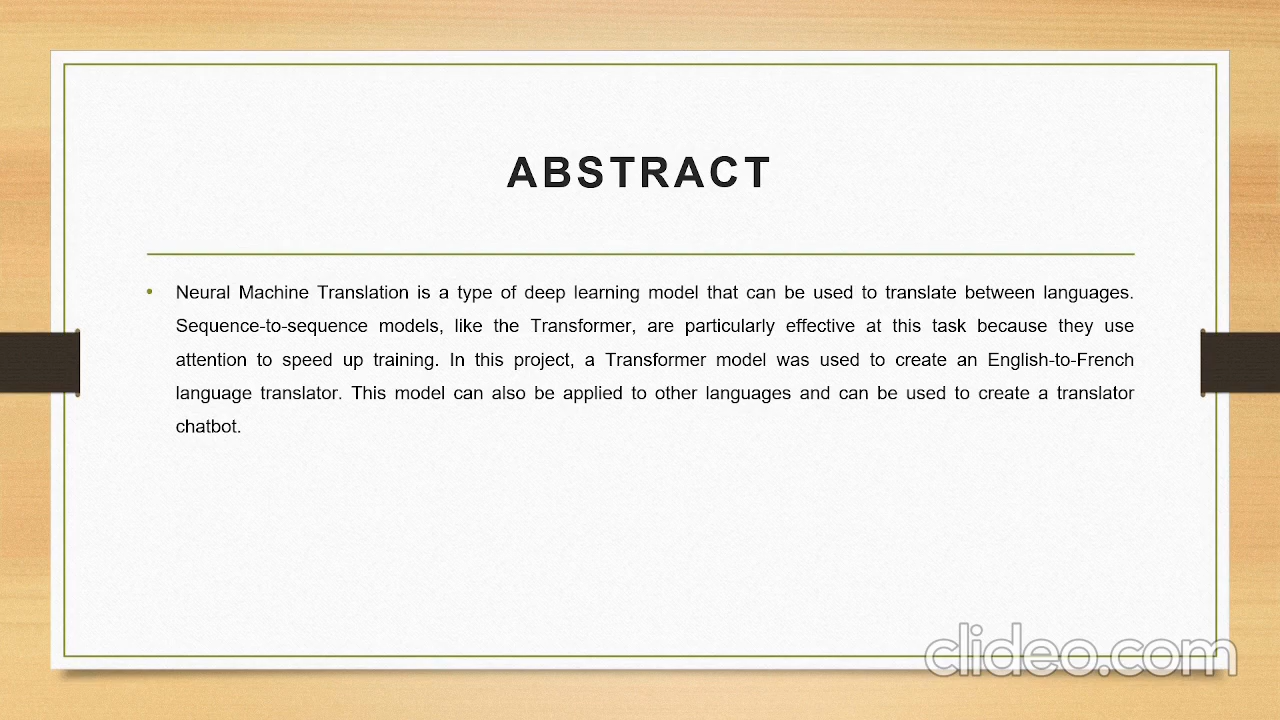 ABSTRACT
• Neural Machine Translation is a type of deep learning model that can be used to translate between languages.
Sequence-to-sequence models, like the Transformer, are particularly effective at this task because they use
attention to speed up training. In this project, a Transformer model was used to create an English-to-French
language translator. This model can also be applied to other languages and can be used to create a translator
chatbot.
clideo.com